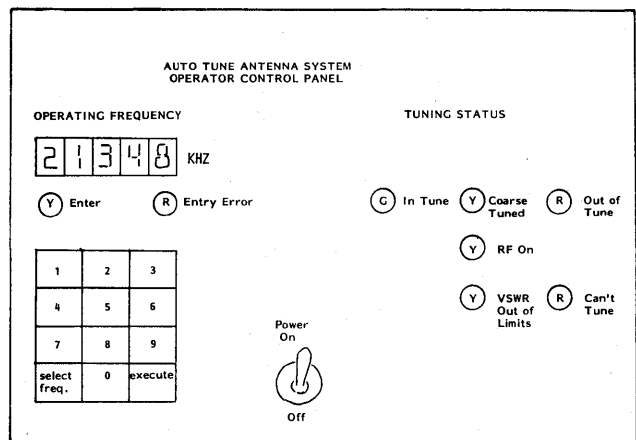 AUTO TUNE ANTENNA SYSTEM
OPERATOR CONTROL PANEL
OPERATING FREQUENCY
21348 KHZ
Y Enter
R Entry Error
1 2 3
4 5 6
7 8 9
select freq. 0 execute
Power
On
Off
TUNING STATUS
G In Tune
Y Coarse
Tuned
R Out of
Tune
Y RF On
Y VSWR
Out of
Limits
R Can't
Tune